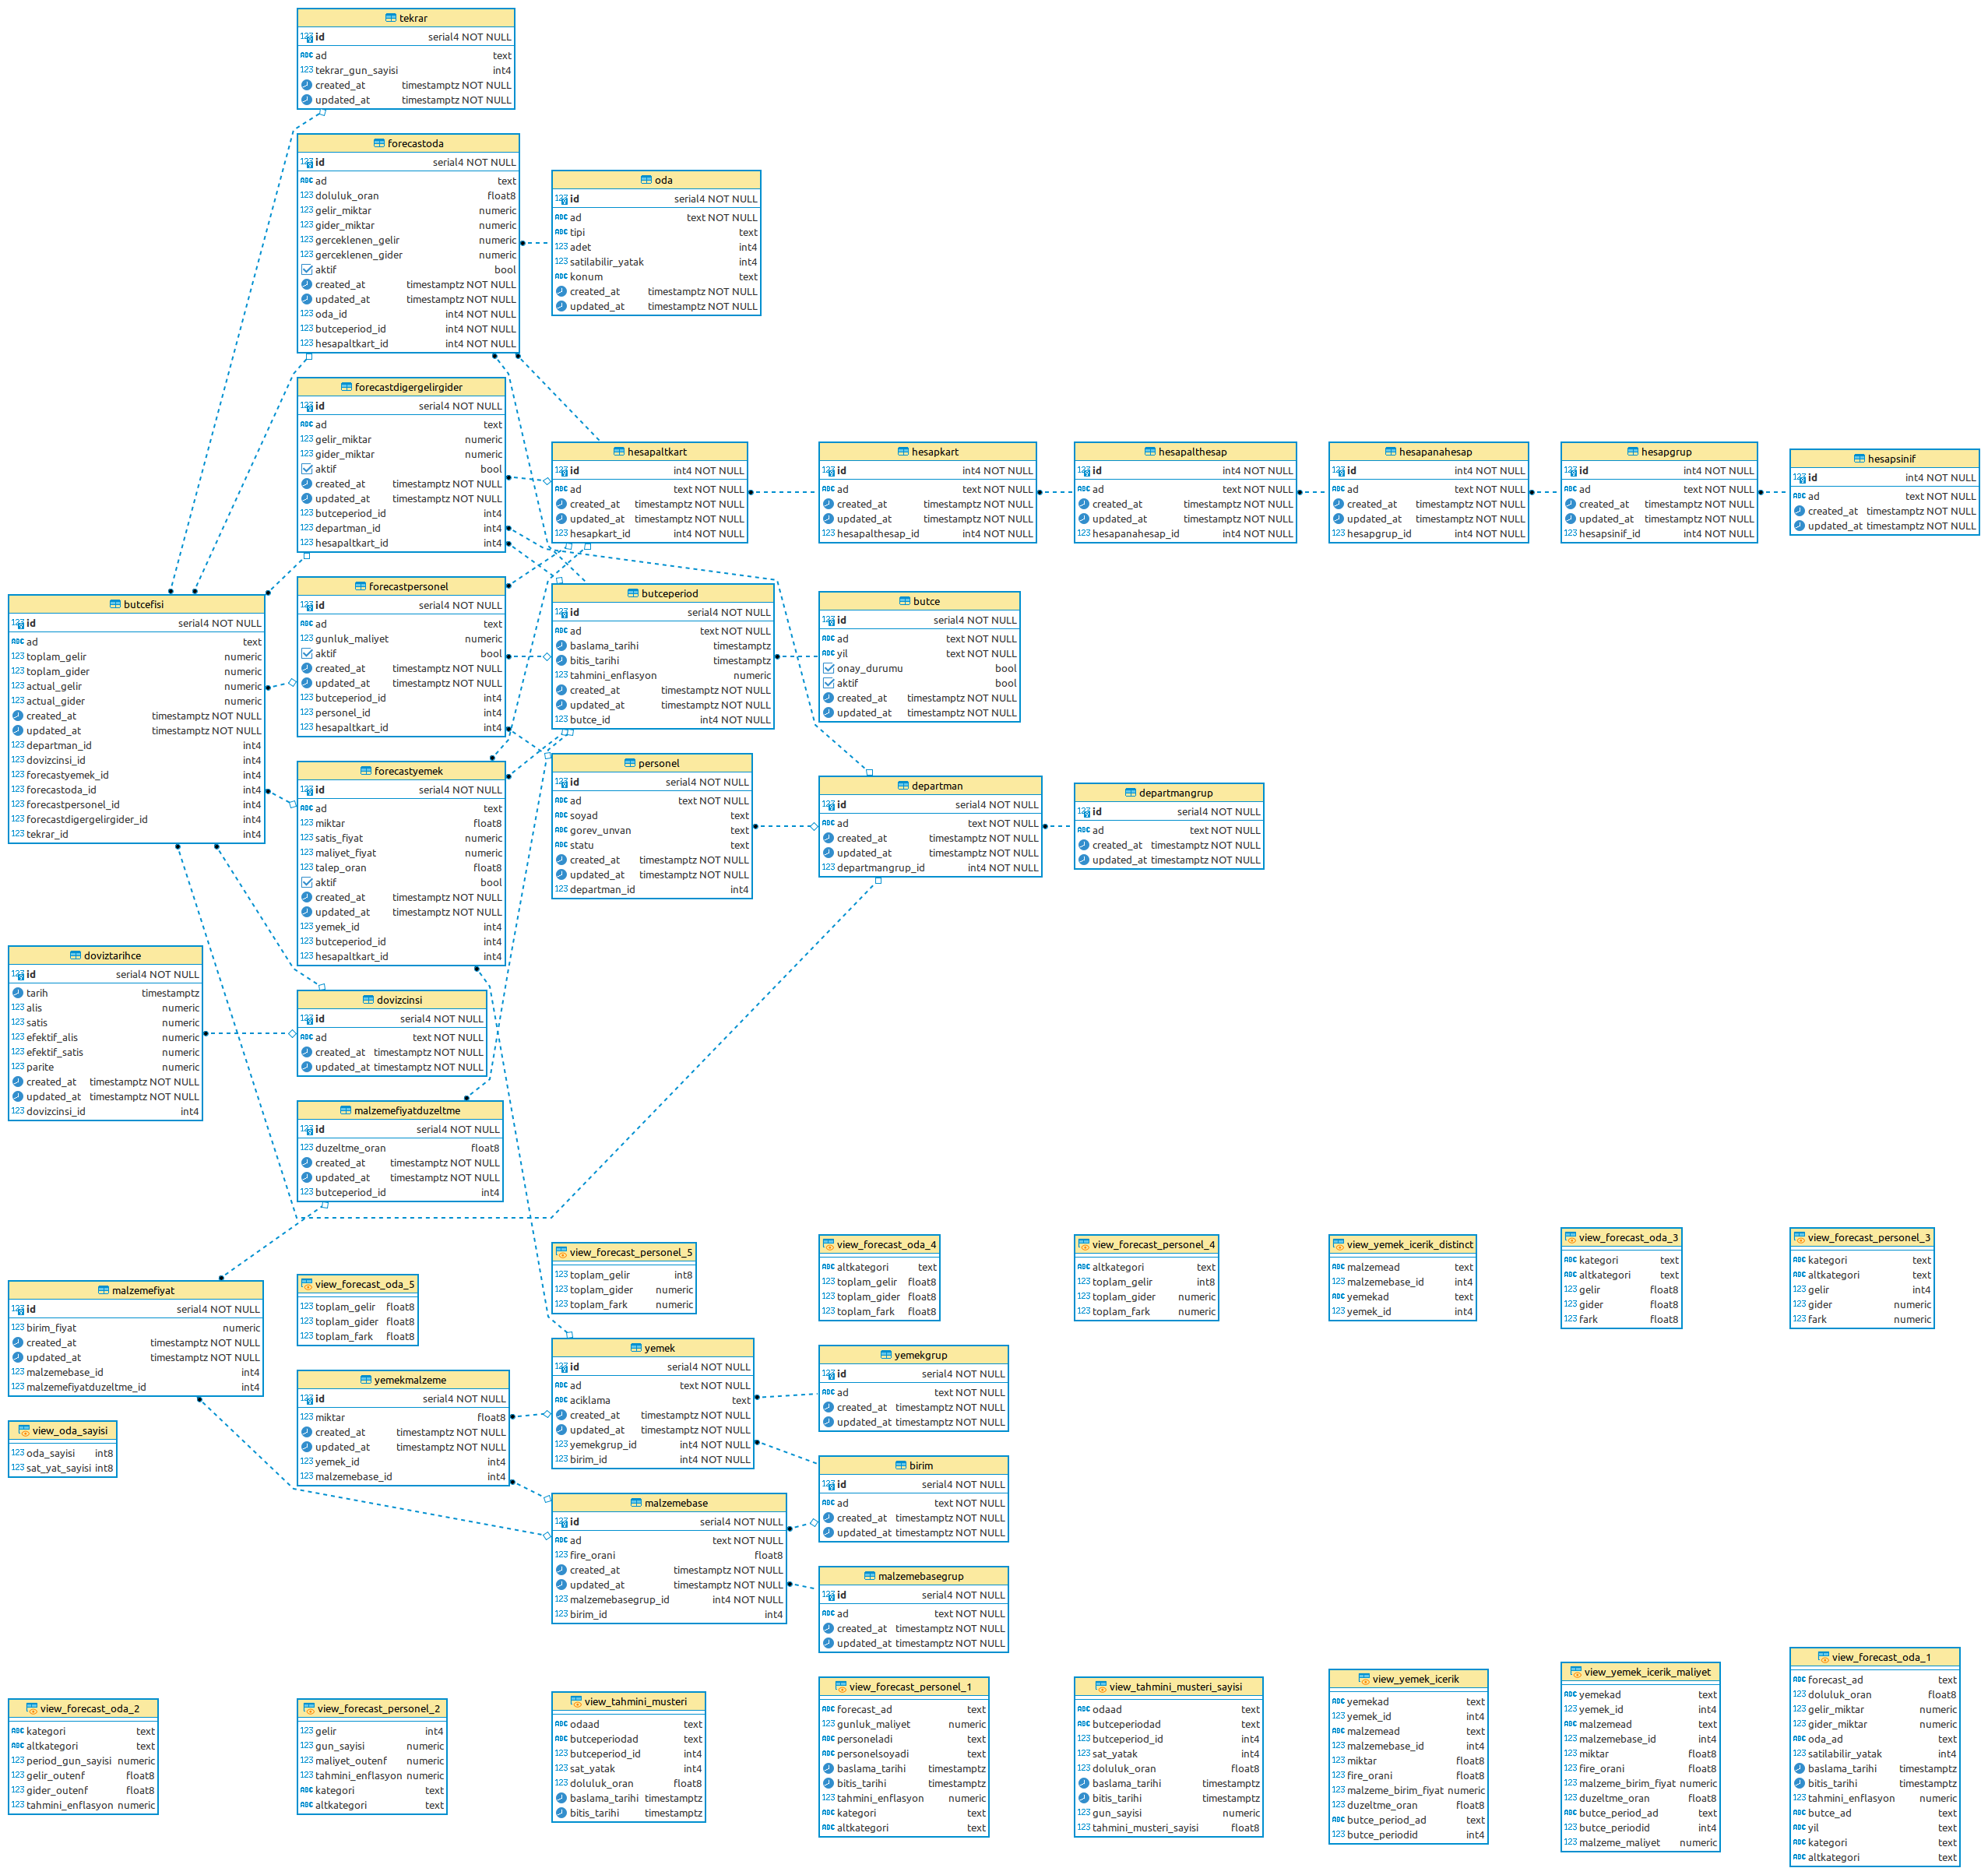 tekrar
id serial4 NOT NULL
ad text
tekrar_gun_sayisi int4
created_at timestamptz NOT NULL
updated_at timestamptz NOT NULL
forecastoda
id serial4 NOT NULL
ad text
doluluk_oran float8
gelir_miktar numeric
gider_miktar numeric
gerceklenen_gelir numeric
gerceklenen_gider numeric
aktif bool
created_at timestamptz NOT NULL
updated_at timestamptz NOT NULL
oda_id int4 NOT NULL
butceperiod_id int4 NOT NULL
hesapaltkart_id int4 NOT NULL
oda
id serial4 NOT NULL
ad text NOT NULL
tipi text
adet int4
satilabilir_yatak int4
konum text
created_at timestamptz NOT NULL
updated_at timestamptz NOT NULL
forecastdigergelirgider
id serial4 NOT NULL
ad text
gelir_miktar numeric
gider_miktar numeric
aktif bool
created_at timestamptz NOT NULL
updated_at timestamptz NOT NULL
butceperiod_id int4
departman_id int4
hesapaltkart_id int4
hesapaltkart
id int4 NOT NULL
ad text NOT NULL
created_at timestamptz NOT NULL
updated_at timestamptz NOT NULL
hesapkart_id int4 NOT NULL
hesapkart
id int4 NOT NULL
ad text NOT NULL
created_at timestamptz NOT NULL
updated_at timestamptz NOT NULL
hesapalthesap_id int4 NOT NULL
hesapalthesap
id int4 NOT NULL
ad text NOT NULL
created_at timestamptz NOT NULL
updated_at timestamptz NOT NULL
hesapanahesap_id int4 NOT NULL
hesapanahesap
id int4 NOT NULL
ad text NOT NULL
created_at timestamptz NOT NULL
updated_at timestamptz NOT NULL
hesapgrup_id int4 NOT NULL
hesapgrup
id int4 NOT NULL
ad text NOT NULL
created_at timestamptz NOT NULL
updated_at timestamptz NOT NULL
hesapsinif_id int4 NOT NULL
hesapsinif
id int4 NOT NULL
ad text NOT NULL
created_at timestamptz NOT NULL
updated_at timestamptz NOT NULL
butcefisi
id serial4 NOT NULL
ad text
toplam_gelir numeric
toplam_gider numeric
actual_gelir numeric
actual_gider numeric
created_at timestamptz NOT NULL
updated_at timestamptz NOT NULL
departman_id int4
dovizcinsi_id int4
forecastyemek_id int4
forecastoda_id int4
forecastpersonel_id int4
forecastdigergelirgider_id int4
tekrar_id int4
forecastpersonel
id serial4 NOT NULL
ad text
gunluk_maliyet numeric
aktif bool
created_at timestamptz NOT NULL
updated_at timestamptz NOT NULL
butceperiod_id int4
personel_id int4
hesapaltkart_id int4
butceperiod
id serial4 NOT NULL
ad text NOT NULL
baslama_tarihi timestamptz
bitis_tarihi timestamptz
tahmini_enflasyon numeric
created_at timestamptz NOT NULL
updated_at timestamptz NOT NULL
butce_id int4 NOT NULL
butce
id serial4 NOT NULL
ad text NOT NULL
yil text NOT NULL
onay_durumu bool
aktif bool
created_at timestamptz NOT NULL
updated_at timestamptz NOT NULL
forecastyemek
id serial4 NOT NULL
ad text
miktar float8
satis_fiyat numeric
maliyet_fiyat numeric
talep_oran float8
aktif bool
created_at timestamptz NOT NULL
updated_at timestamptz NOT NULL
yemek_id int4
butceperiod_id int4
hesapaltkart_id int4
personel
id serial4 NOT NULL
ad text NOT NULL
soyad text
gorev_unvan text
statu text
created_at timestamptz NOT NULL
updated_at timestamptz NOT NULL
departman_id int4
departman
id serial4 NOT NULL
ad text NOT NULL
created_at timestamptz NOT NULL
updated_at timestamptz NOT NULL
departmangrup_id int4 NOT NULL
departmangrup
id serial4 NOT NULL
ad text NOT NULL
created_at timestamptz NOT NULL
updated_at timestamptz NOT NULL
doviztarihce
id serial4 NOT NULL
tarih timestamptz
alis numeric
satis numeric
efektif_alis numeric
efektif_satis numeric
parite numeric
created_at timestamptz NOT NULL
updated_at timestamptz NOT NULL
dovizcinsi_id int4
dovizcinsi
id serial4 NOT NULL
ad text NOT NULL
created_at timestamptz NOT NULL
updated_at timestamptz NOT NULL
malzemefiyatduzeltme
id serial4 NOT NULL
duzeltme_oran float8
created_at timestamptz NOT NULL
updated_at timestamptz NOT NULL
butceperiod_id int4
malzemefiyat
id serial4 NOT NULL
birim_fiyat numeric
created_at timestamptz NOT NULL
updated_at timestamptz NOT NULL
malzemebase_id int4
malzemefiyatduzeltme_id int4
view_forecast_oda_5
toplam_gelir float8
toplam_gider float8
toplam_fark float8
view_forecast_personel_5
toplam_gelir int8
toplam_gider numeric
toplam_fark numeric
view_forecast_oda_4
altkategori text
toplam_gelir float8
toplam_gider float8
toplam_fark float8
view_forecast_personel_4
altkategori text
toplam_gelir int8
toplam_gider numeric
toplam_fark numeric
view_yemek_icerik_distinct
malzemead text
malzemebase_id int4
yemekad text
yemek_id int4
view_forecast_oda_3
kategori text
altkategori text
gelir float8
gider float8
fark float8
view_forecast_personel_3
kategori text
altkategori text
gelir int4
gider numeric
fark numeric
view_oda_sayisi
oda_sayisi int8
sat_yat_sayisi int8
yemekmalzeme
id serial4 NOT NULL
miktar float8
created_at timestamptz NOT NULL
updated_at timestamptz NOT NULL
yemek_id int4
malzemebase_id int4
yemek
id serial4 NOT NULL
ad text NOT NULL
aciklama text
created_at timestamptz NOT NULL
updated_at timestamptz NOT NULL
yemekgrup_id int4 NOT NULL
birim_id int4 NOT NULL
yemekgrup
id serial4 NOT NULL
ad text NOT NULL
created_at timestamptz NOT NULL
updated_at timestamptz NOT NULL
birim
id serial4 NOT NULL
ad text NOT NULL
created_at timestamptz NOT NULL
updated_at timestamptz NOT NULL
malzemebase
id serial4 NOT NULL
ad text NOT NULL
fire_orani float8
created_at timestamptz NOT NULL
updated_at timestamptz NOT NULL
malzemebasegrup_id int4 NOT NULL
birim_id int4
malzemebasegrup
id serial4 NOT NULL
ad text NOT NULL
created_at timestamptz NOT NULL
updated_at timestamptz NOT NULL
view_forecast_oda_2
kategori text
altkategori text
period_gun_sayisi numeric
gelir_outenf float8
gider_outenf float8
tahmini_enflasyon numeric
view_forecast_personel_2
gelir int4
gun_sayisi numeric
maliyet_outenf numeric
tahmini_enflasyon numeric
kategori text
altkategori text
view_tahmini_musteri
odaad text
butceperiodad text
butceperiod_id int4
sat_yatak int4
doluluk_oran float8
baslama_tarihi timestamptz
bitis_tarihi timestamptz
view_forecast_personel_1
forecast_ad text
gunluk_maliyet numeric
personeladi text
personelsoyadi text
baslama_tarihi timestamptz
bitis_tarihi timestamptz
tahmini_enflasyon numeric
kategori text
altkategori text
view_tahmini_musteri_sayisi
odaad text
butceperiodad text
butceperiod_id int4
sat_yatak int4
doluluk_oran float8
baslama_tarihi timestamptz
bitis_tarihi timestamptz
gun_sayisi numeric
tahmini_musteri_sayisi float8
view_yemek_icerik
yemekad text
yemek_id int4
malzemead text
malzemebase_id int4
miktar float8
fire_orani float8
malzeme_birim_fiyat numeric
duzeltme_oran float8
butce_period_ad text
butce_periodid int4
view_yemek_icerik_maliyet
yemekad text
yemek_id int4
malzemead text
malzemebase_id int4
miktar float8
fire_orani float8
malzeme_birim_fiyat numeric
duzeltme_oran float8
butce_period_ad text
butce_periodid int4
malzeme_maliyet numeric
view_forecast_oda_1
forecast_ad text
doluluk_oran float8
gelir_miktar numeric
gider_miktar numeric
oda_ad text
satilabilir_yatak int4
baslama_tarihi timestamptz
bitis_tarihi timestamptz
tahmini_enflasyon numeric
butce_ad text
yil text
kategori text
altkategori text